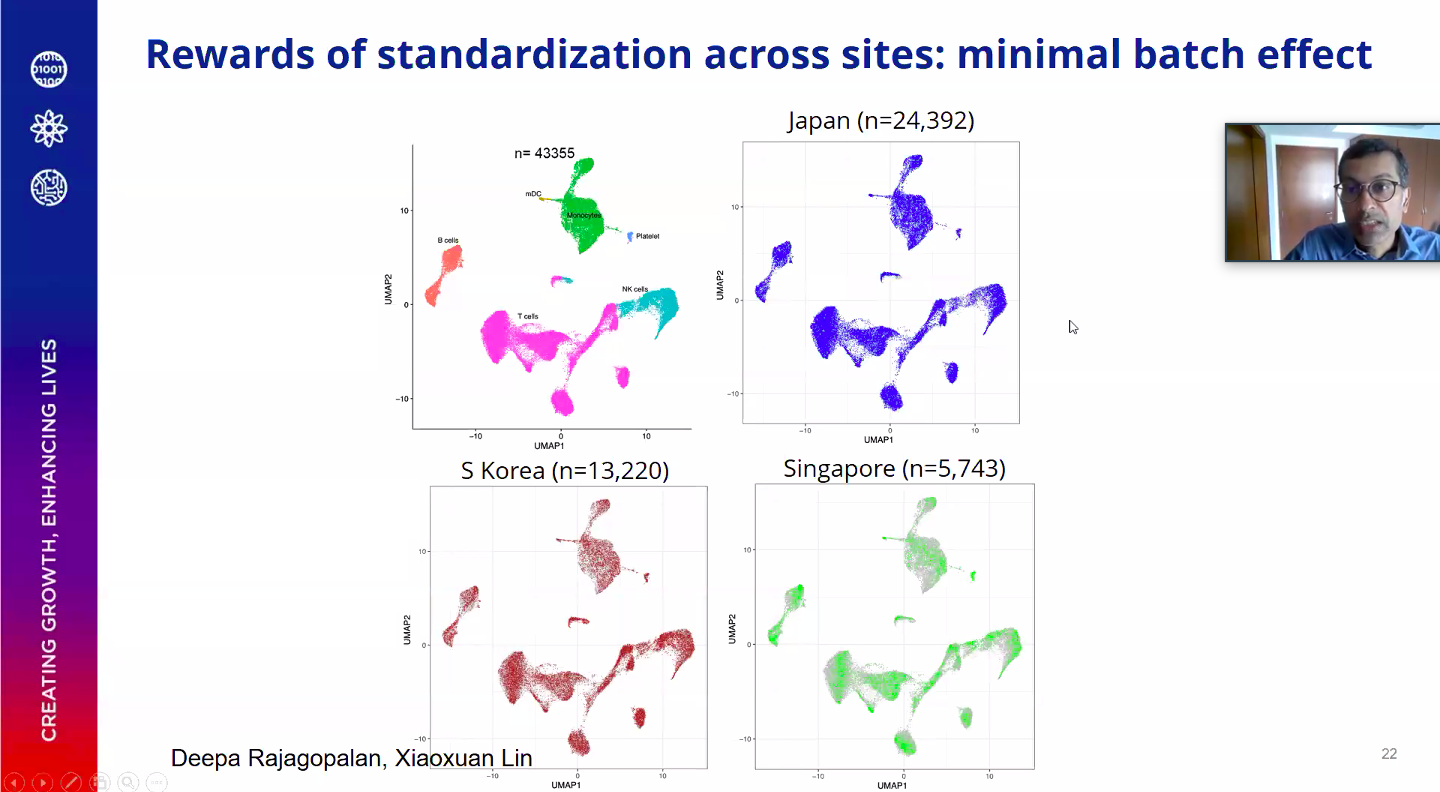 Rewards of standardization across sites: minimal batch effect
CREATING GROWTH, ENHANCING LIVES
n= 43355
mDC
Monocytes
Platelet
B cells
NK cells
T cells
10
0
−10
−10
0
10
UMAP2
UMAP1
Japan (n=24,392)
10
0
−10
−10
0
10
UMAP2
UMAP1
S Korea (n=13,220)
10
0
−10
−10
0
10
UMAP2
UMAP1
Singapore (n=5,743)
10
0
−10
−10
0
10
UMAP2
UMAP1
Deepa Rajagopalan, Xiaoxuan Lin
22